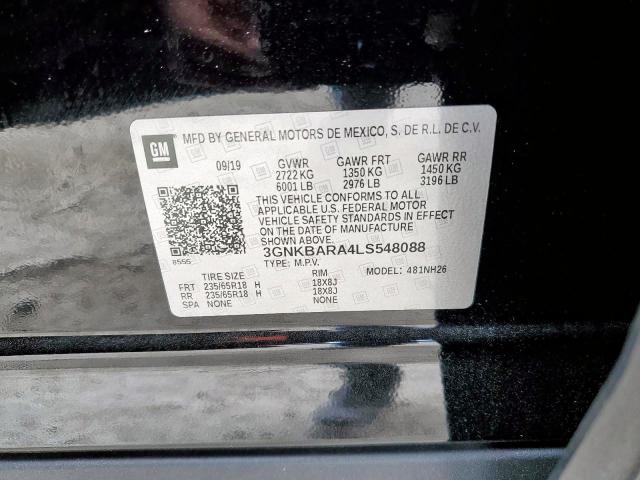 GM MFD BY GENERAL MOTORS DE MEXICO, S. DE R.L. DE C.V.
09/19 GVWR GAWR FRT GAWR RR
2722 KG 1350 KG 1450 KG
6001 LB 2976 LB 3196 LB
THIS VEHICLE CONFORMS TO ALL
APPLICABLE U.S. FEDERAL MOTOR
VEHICLE SAFETY STANDARDS IN EFFECT
ON THE DATE OF MANUFACTURE
SHOWN ABOVE.
3GNKBARA4LS548088
8555 TYPE: M.P.V.
TIRE SIZE RIM MODEL: 481NH26
FRT 235/65R18 H 18X8J
RR 235/65R18 H 18X8J
SPA NONE NONE